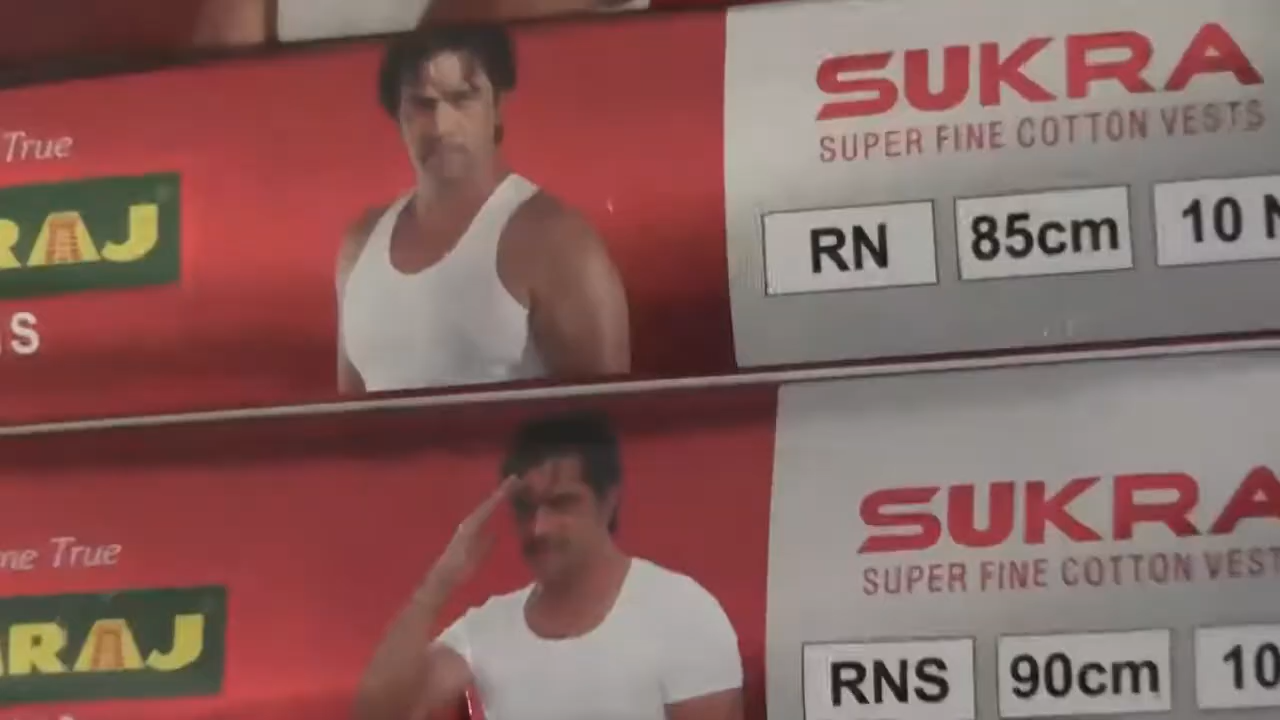 True
RAJ
S
SUKRA
SUPER FINE COTTON VESTS
RN
85cm
10 N
me True
RAJ
SUKRA
SUPER FINE COTTON VEST
RNS
90cm
10